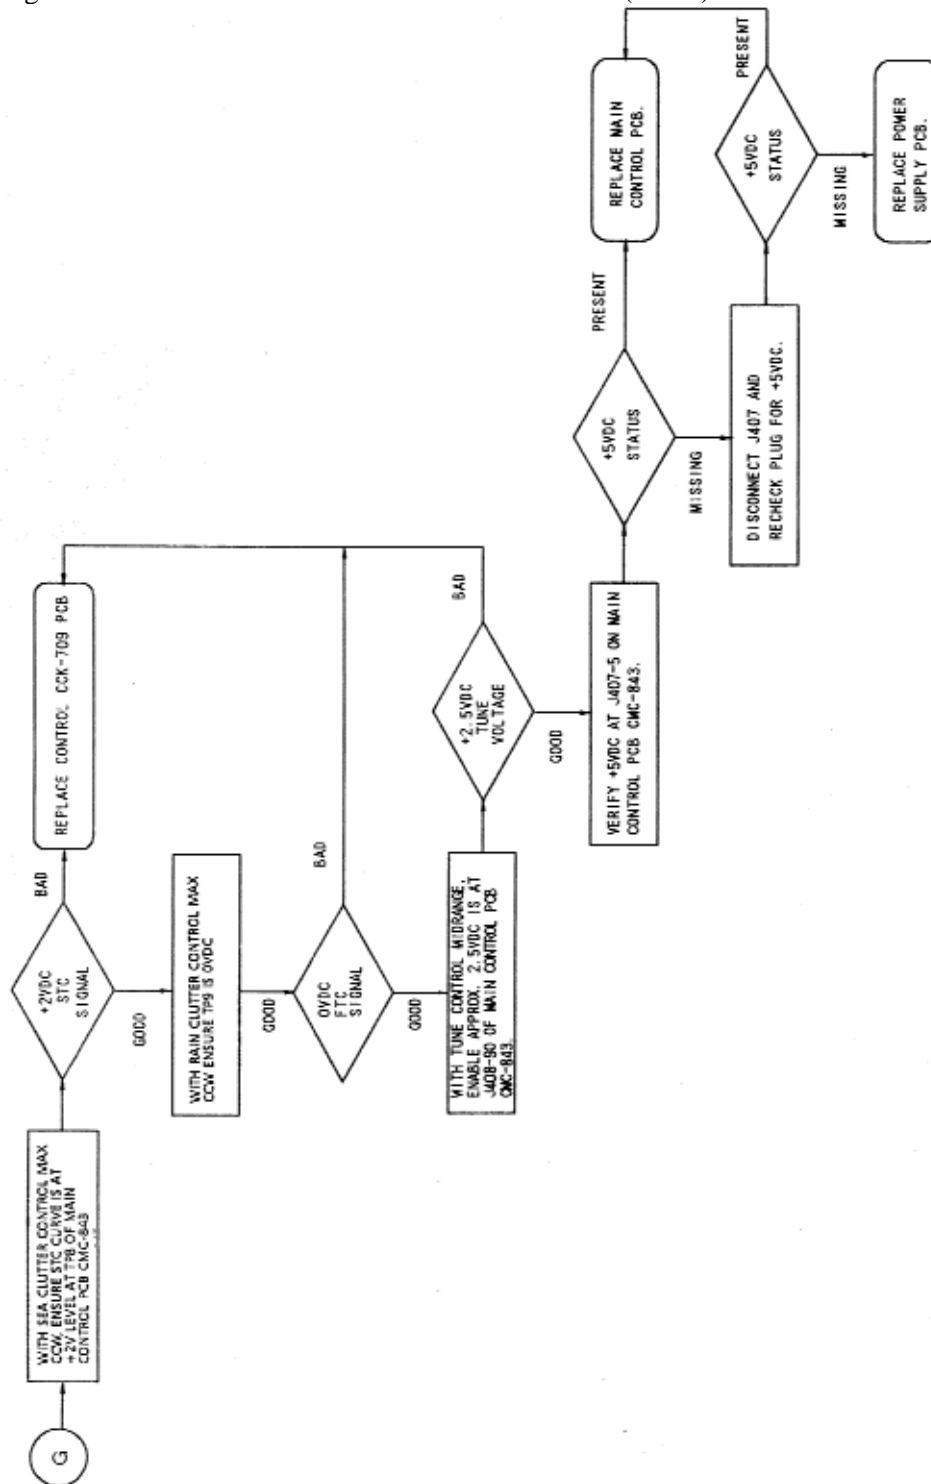 G
WITH SEA CLUTTER CONTROL MAX
CCW, ENSURE STC CURVE IS AT
+2V LEVEL AT TP8 OF MAIN
CONTROL PCB CMC-843
+2VDC
STC
SIGNAL
BAD
REPLACE CONTROL CCK-709 PCB
GOOD
WITH RAIN CLUTTER CONTROL MAX
CCW ENSURE TP9 IS 0VDC
GOOD
0VDC
FTC
SIGNAL
BAD
GOOD
WITH TUNE CONTROL MIDRANGE,
ENABLE APPROX. 2.5VDC IS AT
J408-90 OF MAIN CONTROL PCB
CMC-843.
+2.5VDC
TUNE
VOLTAGE
BAD
GOOD
VERIFY +5VDC AT J407-5 ON MAIN
CONTROL PCB CMC-843.
+5VDC
STATUS
PRESENT
REPLACE MAIN
CONTROL PCB.
MISSING
DISCONNECT J407 AND
RECHECK PLUG FOR +5VDC.
+5VDC
STATUS
PRESENT
MISSING
REPLACE POWER
SUPPLY PCB.